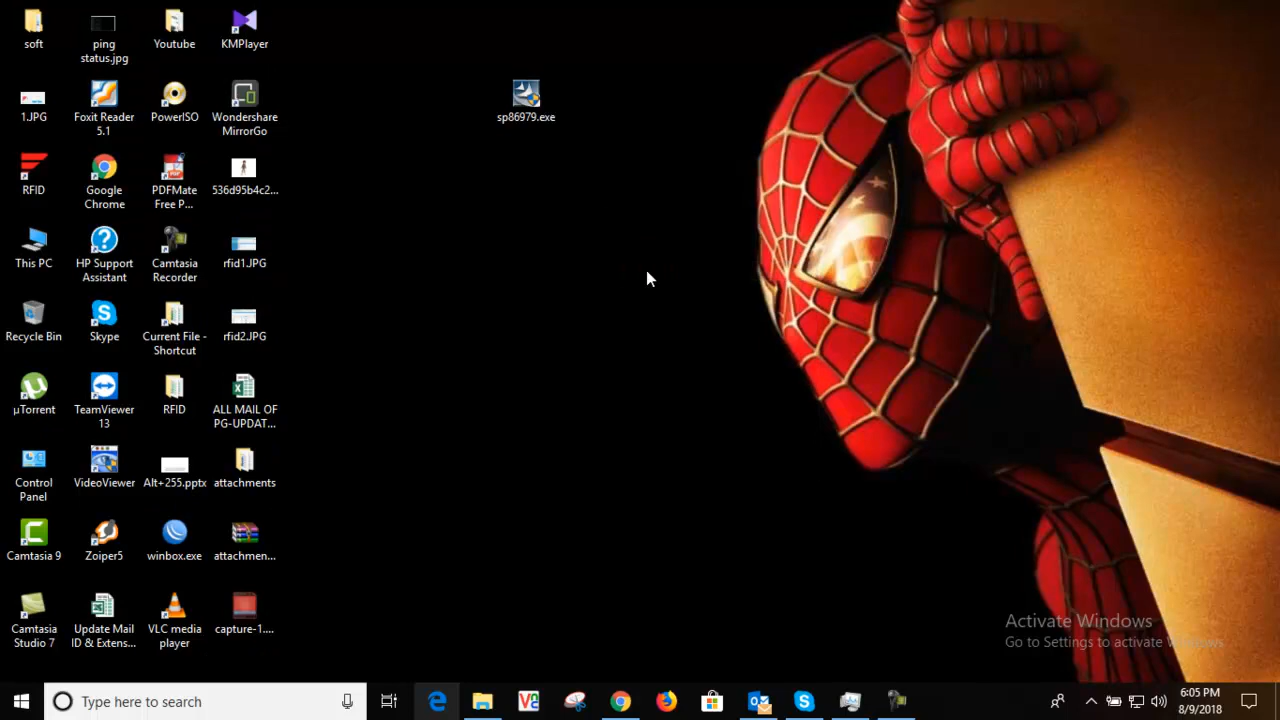 soft
ping
status.jpg
Youtube
KMPlayer
1.JPG
Foxit Reader
5.1
PowerISO
Wondershare
MirrorGo
sp86979.exe
RFID
Google
Chrome
PDFMate
Free P...
536d95b4c2...
This PC
HP Support
Assistant
Camtasia
Recorder
rfid1.JPG
Recycle Bin
Skype
Current File -
Shortcut
rfid2.JPG
µTorrent
TeamViewer
13
RFID
ALL MAIL OF
PG-UPDAT...
Control
Panel
VideoViewer
Alt+255.pptx
attachments
Camtasia 9
Zoiper5
winbox.exe
attachmen...
Camtasia
Studio 7
Update Mail
ID & Extens...
VLC media
player
capture-1....
Activate Windows
Go to Settings to activate Windows.
Type here to search
6:05 PM
8/9/2018